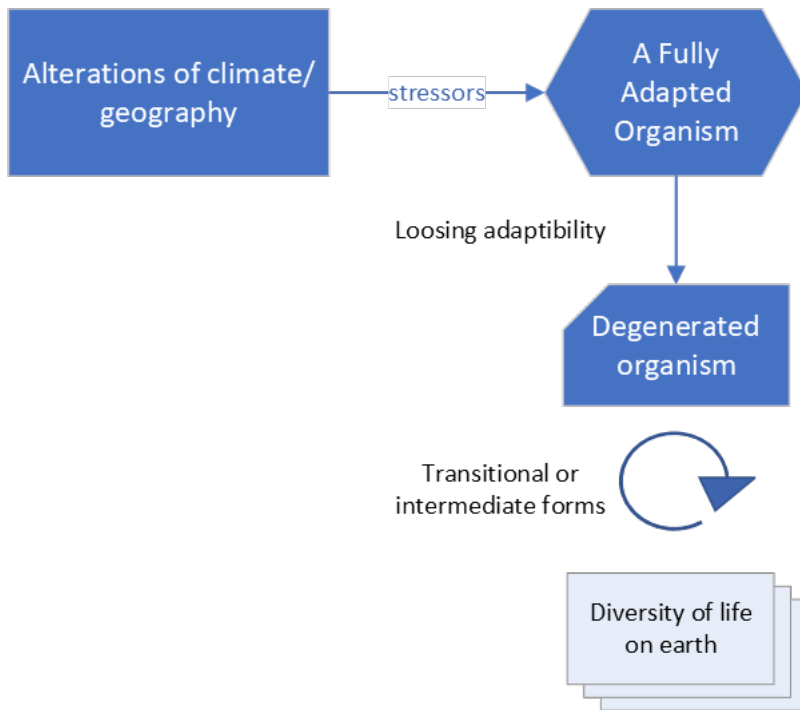 Alterations of climate/
geography
stressors
A Fully
Adapted
Organism
Loosing adaptibility
Degenerated
organism
Transitional or
intermediate forms
Diversity of life
on earth